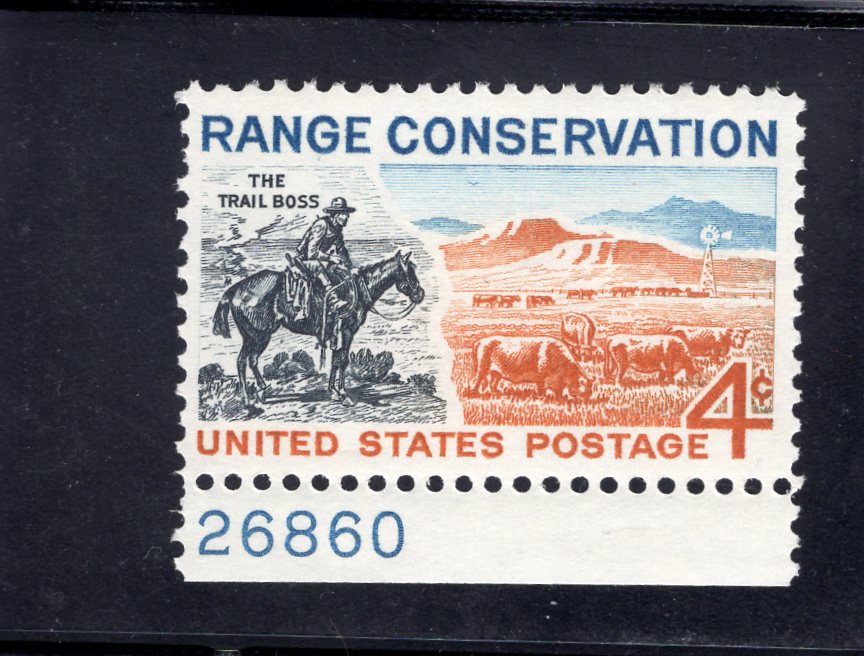 RANGE CONSERVATION
THE
TRAIL BOSS
4¢
UNITED STATES POSTAGE
26860